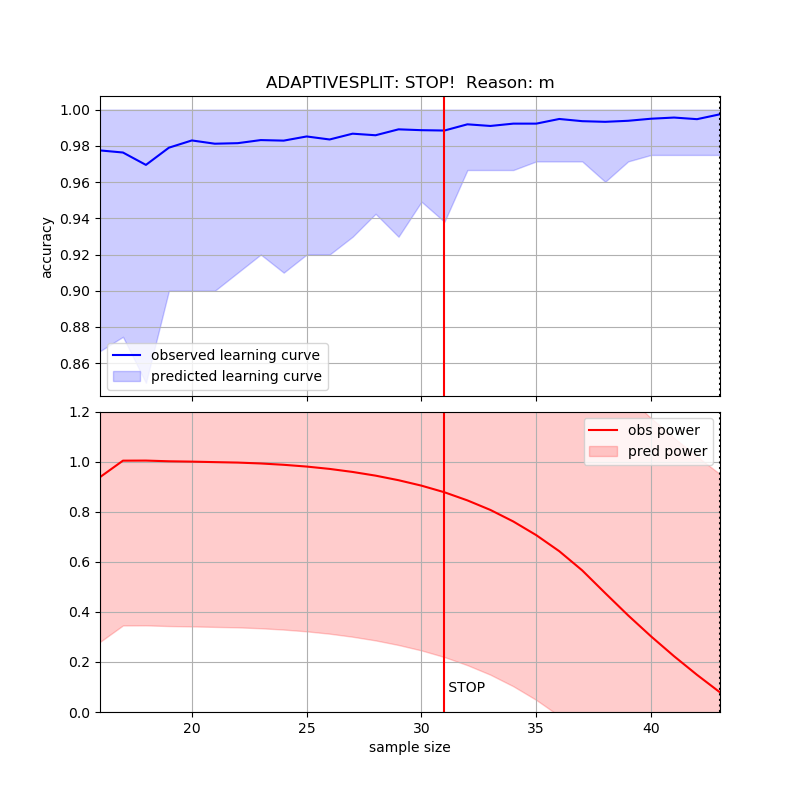 ADAPTIVESPLIT: STOP!  Reason: m
1.00
0.98
0.96
0.94
0.92
0.90
0.88
0.86
accuracy
observed learning curve
predicted learning curve
1.2
1.0
0.8
0.6
0.4
0.2
0.0
obs power
pred power
STOP
20 25 30 35 40
sample size